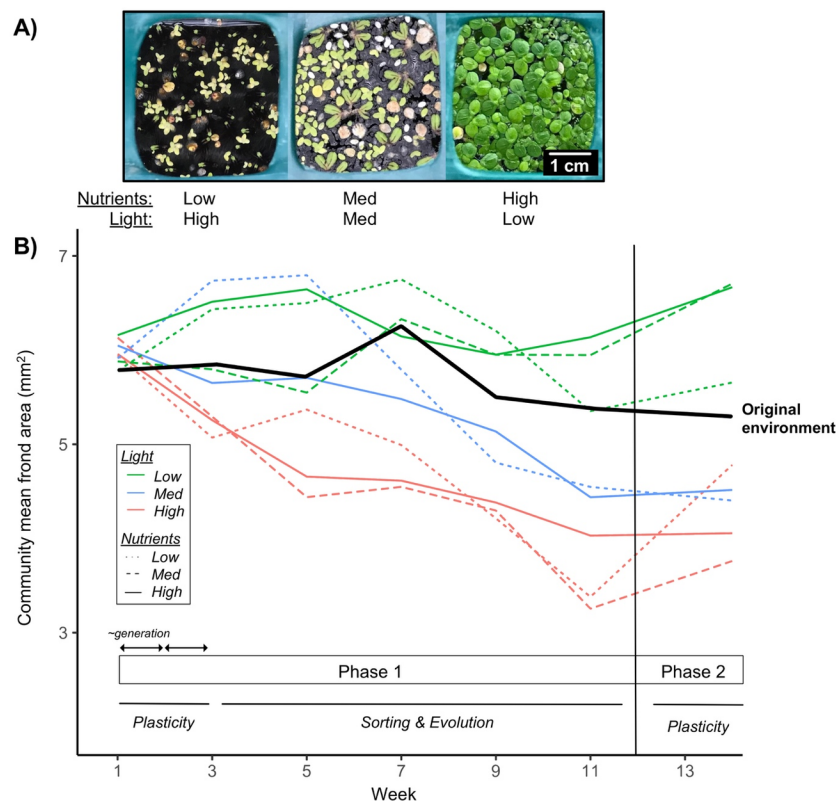 A)
1 cm
Nutrients: Low Med High
Light: High Med Low
B)
7
5
3
Community mean frond area (mm²)
Original
environment
Light
Low
Med
High
Nutrients
Low
Med
High
~generation
Phase 1 Phase 2
Plasticity Sorting & Evolution Plasticity
1 3 5 7 9 11 13
Week